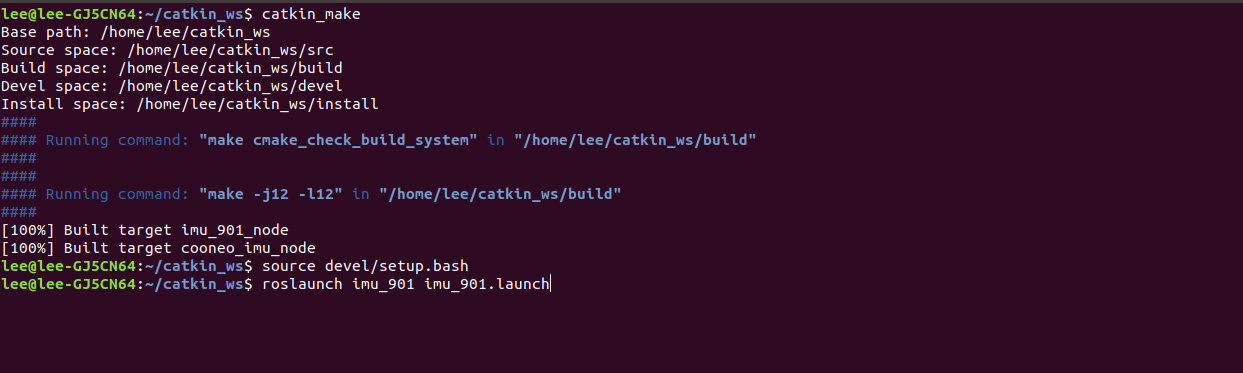 lee@lee-GJ5CN64:~/catkin_ws$ catkin_make
Base path: /home/lee/catkin_ws
Source space: /home/lee/catkin_ws/src
Build space: /home/lee/catkin_ws/build
Devel space: /home/lee/catkin_ws/devel
Install space: /home/lee/catkin_ws/install
####
#### Running command: "make cmake_check_build_system" in "/home/lee/catkin_ws/build"
####
####
#### Running command: "make -j12 -l12" in "/home/lee/catkin_ws/build"
####
[100%] Built target imu_901_node
[100%] Built target cooneo_imu_node
lee@lee-GJ5CN64:~/catkin_ws$ source devel/setup.bash
lee@lee-GJ5CN64:~/catkin_ws$ roslaunch imu_901 imu_901.launch